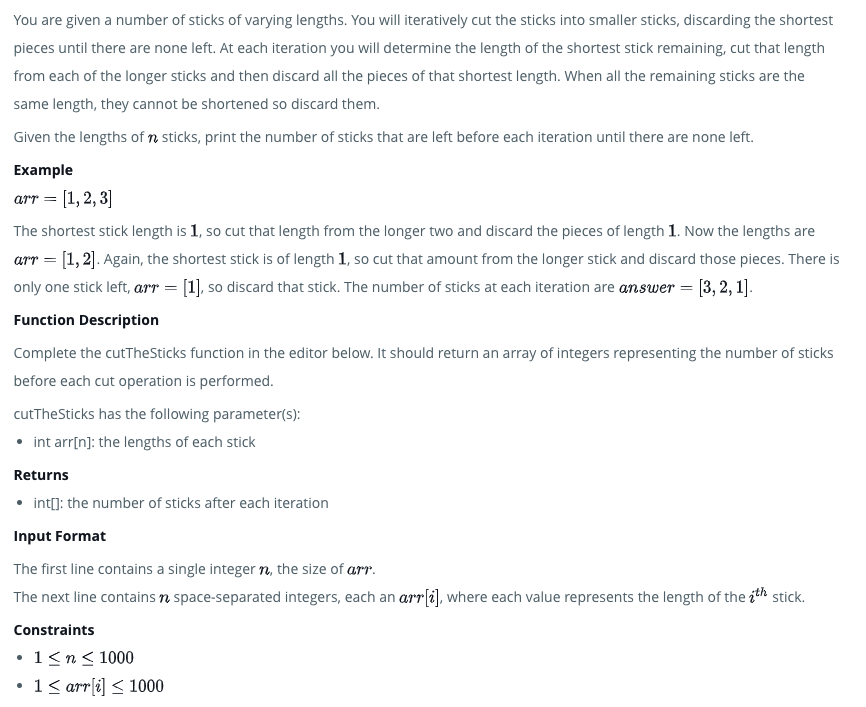 You are given a number of sticks of varying lengths. You will iteratively cut the sticks into smaller sticks, discarding the shortest
pieces until there are none left. At each iteration you will determine the length of the shortest stick remaining, cut that length
from each of the longer sticks and then discard all the pieces of that shortest length. When all the remaining sticks are the
same length, they cannot be shortened so discard them.
Given the lengths of n sticks, print the number of sticks that are left before each iteration until there are none left.
Example
arr = [1, 2, 3]
The shortest stick length is 1, so cut that length from the longer two and discard the pieces of length 1. Now the lengths are
arr = [1, 2]. Again, the shortest stick is of length 1, so cut that amount from the longer stick and discard those pieces. There is
only one stick left, arr = [1], so discard that stick. The number of sticks at each iteration are answer = [3, 2, 1].
Function Description
Complete the cutTheSticks function in the editor below. It should return an array of integers representing the number of sticks
before each cut operation is performed.
cutTheSticks has the following parameter(s):
• int arr[n]: the lengths of each stick
Returns
• int[]: the number of sticks after each iteration
Input Format
The first line contains a single integer n, the size of arr.
The next line contains n space-separated integers, each an arr[i], where each value represents the length of the i^th stick.
Constraints
• 1 ≤ n ≤ 1000
• 1 ≤ arr[i] ≤ 1000